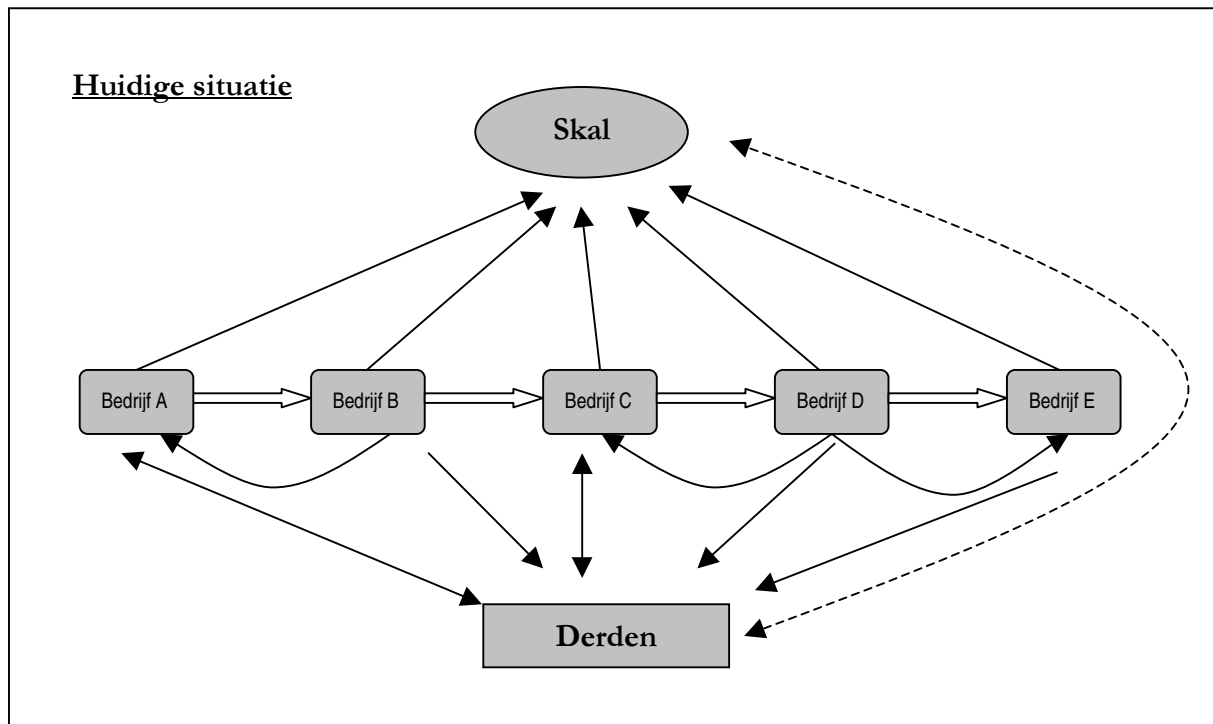 Huidige situatie
Skal
Bedrijf A
Bedrijf B
Bedrijf C
Bedrijf D
Bedrijf E
Derden